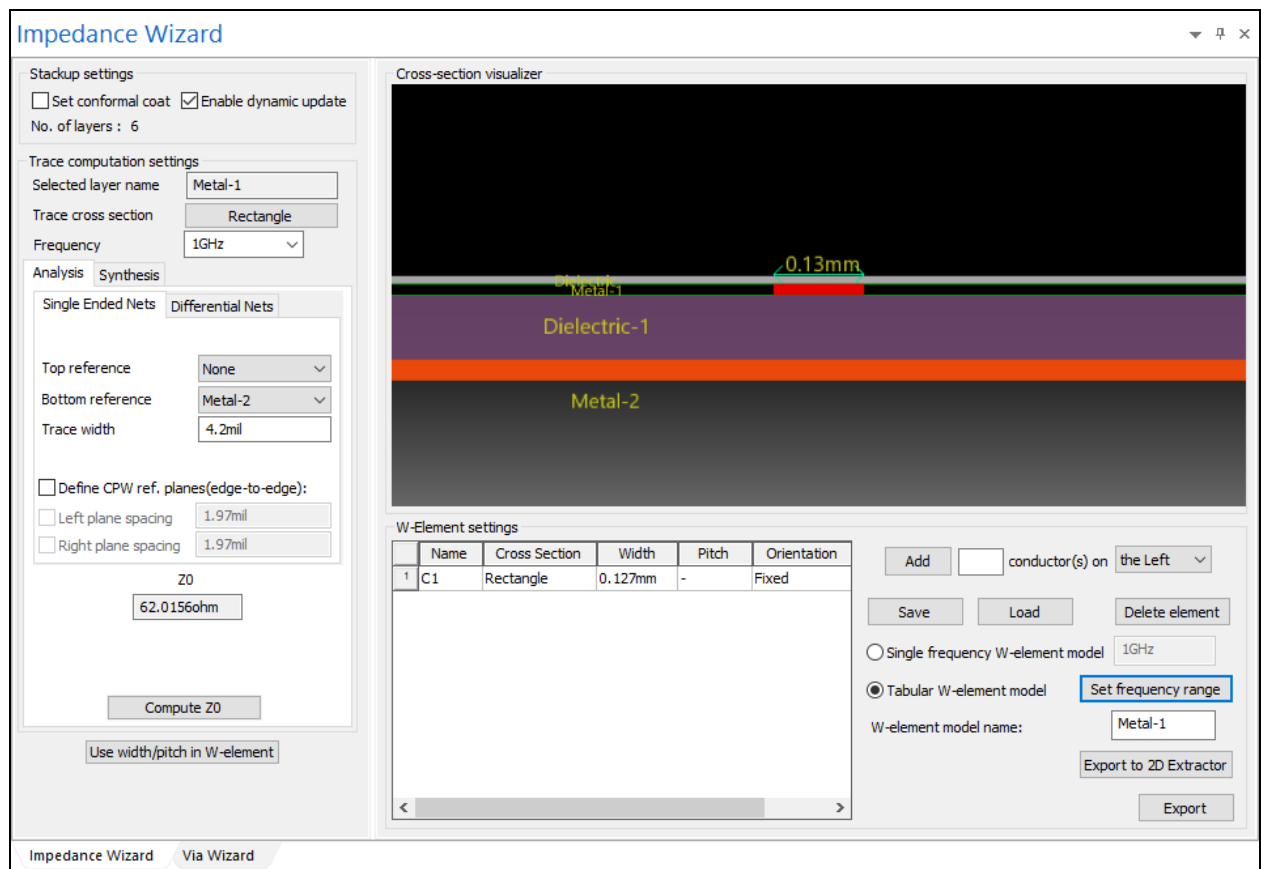 Impedance Wizard
Stackup settings
Set conformal coat Enable dynamic update
No. of layers : 6
Trace computation settings
Selected layer name Metal-1
Trace cross section Rectangle
Frequency 1GHz
Analysis Synthesis
Single Ended Nets Differential Nets
Top reference None
Bottom reference Metal-2
Trace width 4.2mil
Define CPW ref. planes(edge-to-edge):
Left plane spacing 1.97mil
Right plane spacing 1.97mil
Z0
62.0156ohm
Compute Z0
Use width/pitch in W-element
Cross-section visualizer
0.13mm
Dielectric
Metal-1
Dielectric-1
Metal-2
W-Element settings
Name Cross Section Width Pitch Orientation
1 C1 Rectangle 0.127mm - Fixed
Add conductor(s) on the Left
Save Load Delete element
Single frequency W-element model 1GHz
Tabular W-element model Set frequency range
W-element model name: Metal-1
Export to 2D Extractor
Export
Impedance Wizard Via Wizard